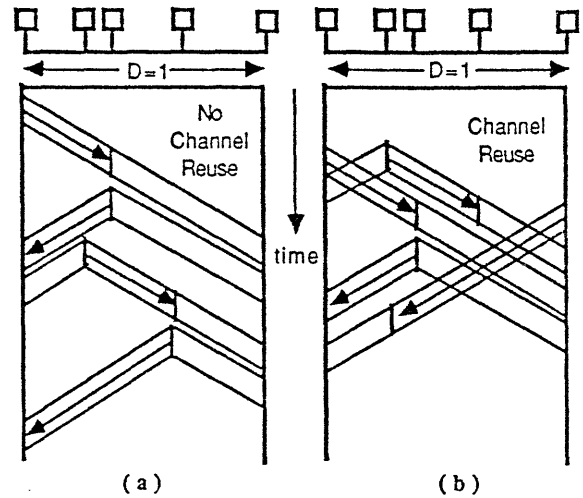 D=1
D=1
No
Channel
Reuse
Channel
Reuse
time
(a)
(b)